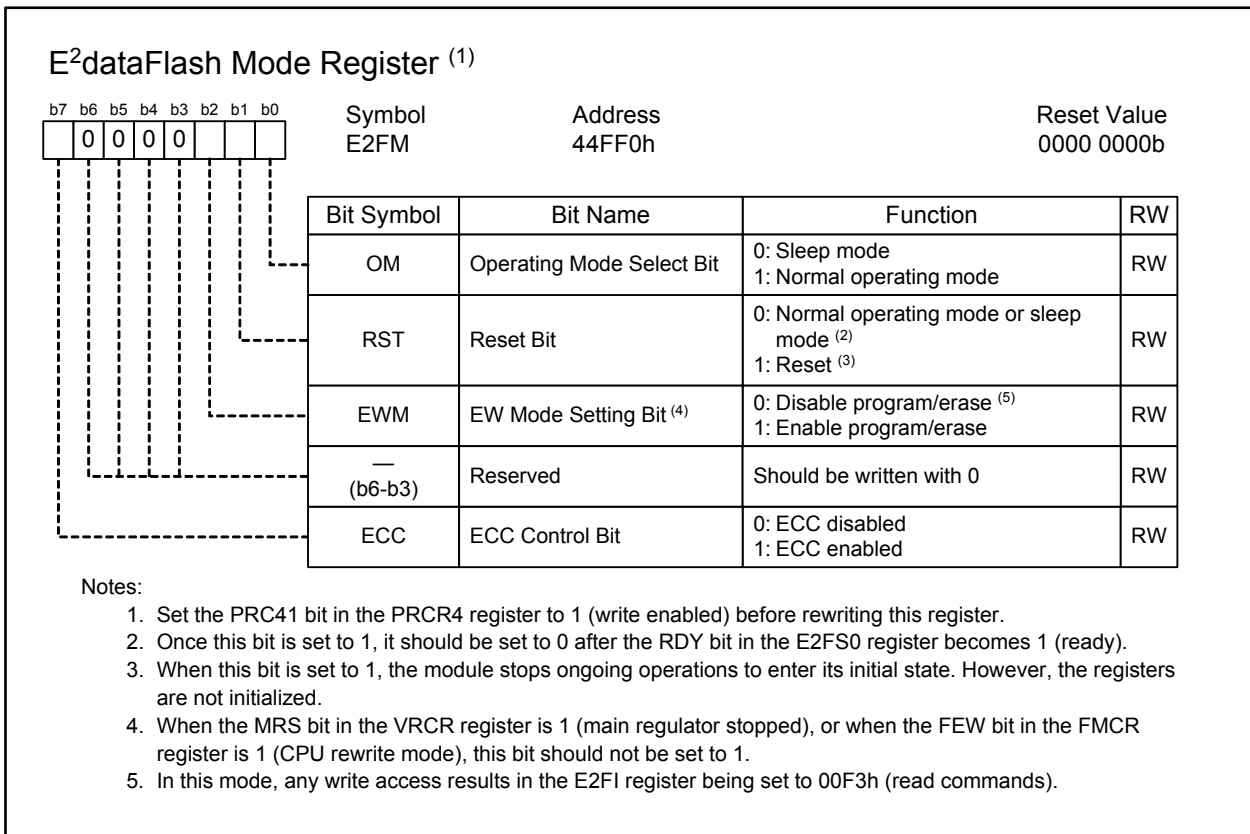 E²dataFlash Mode Register (1)
b7 b6 b5 b4 b3 b2 b1 b0
0 0 0 0
Symbol Address Reset Value
E2FM 44FF0h 0000 0000b
Bit Symbol Bit Name Function RW
OM Operating Mode Select Bit 0: Sleep mode
1: Normal operating mode RW
RST Reset Bit 0: Normal operating mode or sleep
mode (2)
1: Reset (3) RW
EWM EW Mode Setting Bit (4) 0: Disable program/erase (5)
1: Enable program/erase RW
—
(b6-b3) Reserved Should be written with 0 RW
ECC ECC Control Bit 0: ECC disabled
1: ECC enabled RW
Notes:
1. Set the PRC41 bit in the PRCR4 register to 1 (write enabled) before rewriting this register.
2. Once this bit is set to 1, it should be set to 0 after the RDY bit in the E2FS0 register becomes 1 (ready).
3. When this bit is set to 1, the module stops ongoing operations to enter its initial state. However, the registers
are not initialized.
4. When the MRS bit in the VRCR register is 1 (main regulator stopped), or when the FEW bit in the FMCR
register is 1 (CPU rewrite mode), this bit should not be set to 1.
5. In this mode, any write access results in the E2FI register being set to 00F3h (read commands).